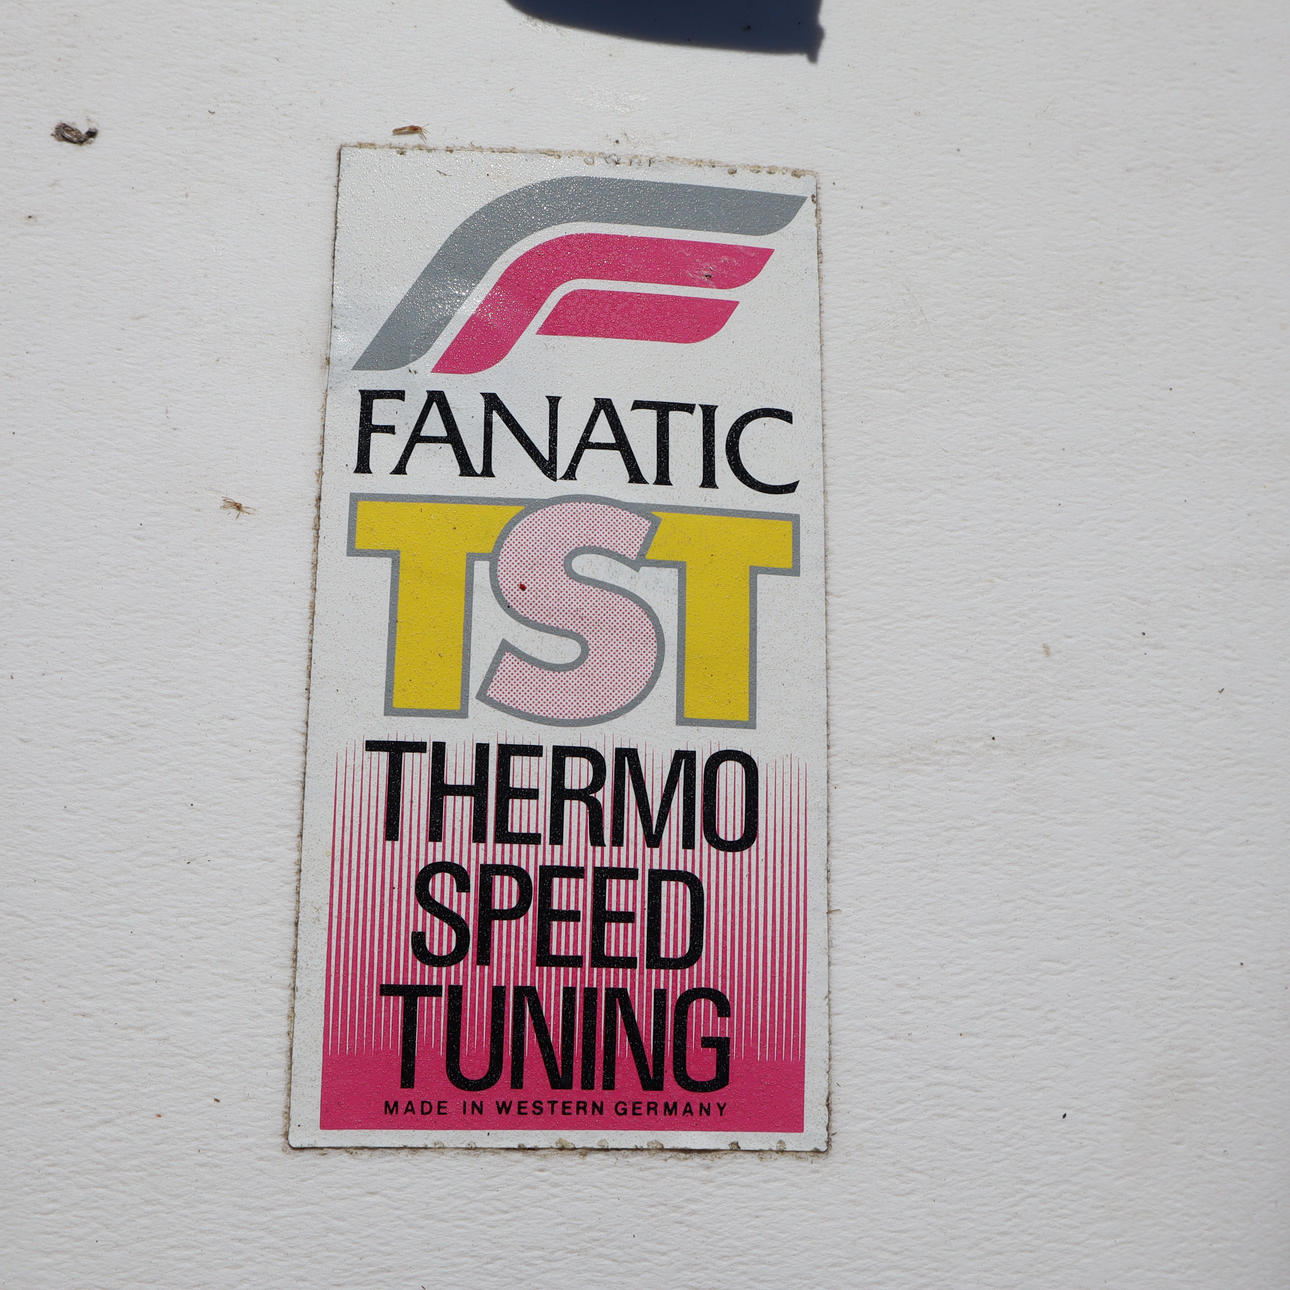 FANATIC
TST
THERMO
SPEED
TUNING
MADE IN WESTERN GERMANY